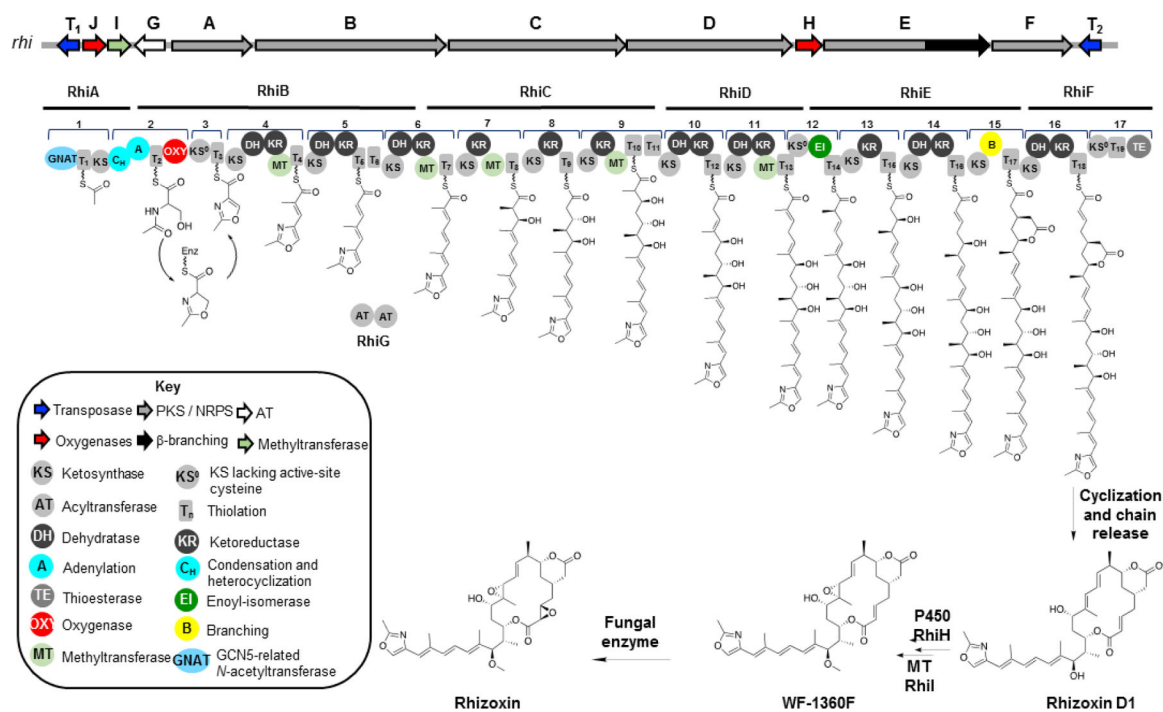 T1 J I G A B C D H E F T2
rhi
RhiA RhiB RhiC RhiD RhiE RhiF
1 2 3 4 5 6 7 8 9 10 11 12 13 14 15 16 17
GNAT T1 KS CH A T2 OXY KS0 T3 KS DH KR MT T4 KS DH KR T5 T6 KS DH KR MT T7 KS KR MT T8 KS KR T9 KS KR MT T10 T11 KS DH KR T12 KS DH KR MT T13 KS0 EI T14 KS KR T15 KS DH KR T16 KS B T17 KS DH KR T18 KS0 T19 TE
Enz
AT AT
RhiG
Key
Transposase PKS / NRPS AT
Oxygenases β-branching Methyltransferase
KS Ketosynthase
KS0 KS lacking active-site
cysteine
AT Acyltransferase
Tn Thiolation
DH Dehydratase
KR Ketoreductase
A Adenylation
CH Condensation and
heterocyclization
TE Thioesterase
EI Enoyl-isomerase
OXY Oxygenase
B Branching
MT Methyltransferase
GNAT GCN5-related
N-acetyltransferase
Cyclization
and chain
release
Fungal
enzyme
P450
RhiH
MT
RhiI
Rhizoxin WF-1360F Rhizoxin D1